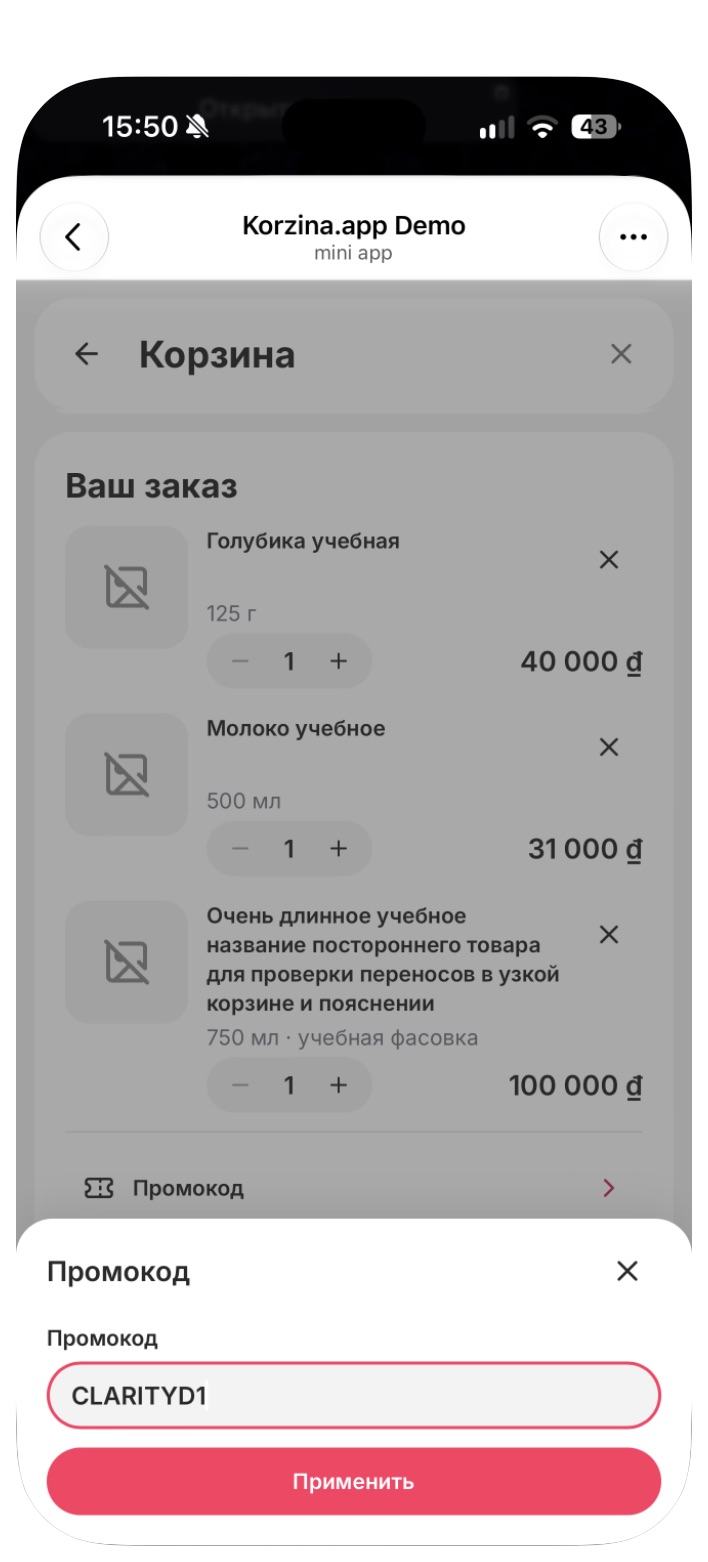 15:50
43
Korzina.app Demo
mini app
Корзина
Ваш заказ
Голубика учебная
125 г
1
40 000 ₫
Молоко учебное
500 мл
1
31 000 ₫
Очень длинное учебное
название постороннего товара
для проверки переносов в узкой
корзине и пояснении
750 мл · учебная фасовка
1
100 000 ₫
Промокод
Промокод
Промокод
CLARITYD1
Применить